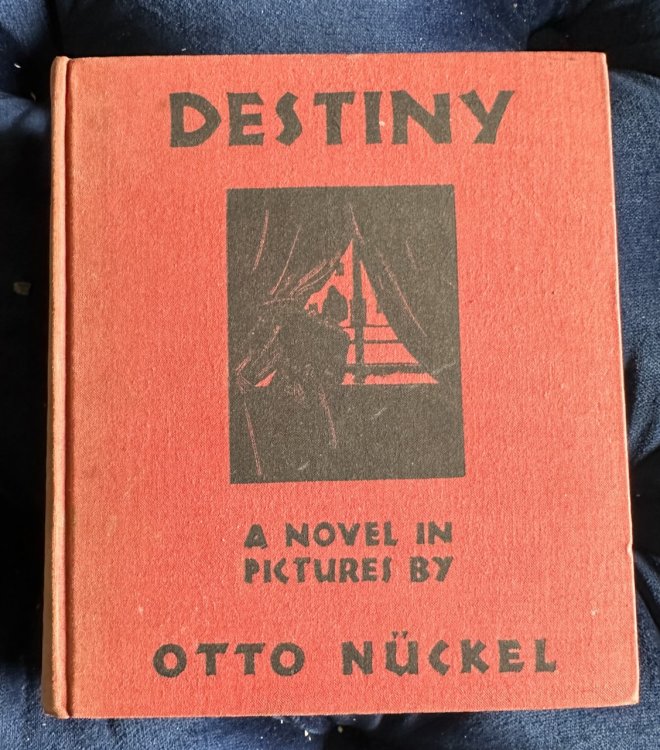 DESTINY
A NOVEL IN
PICTURES BY
OTTO NÜCKEL